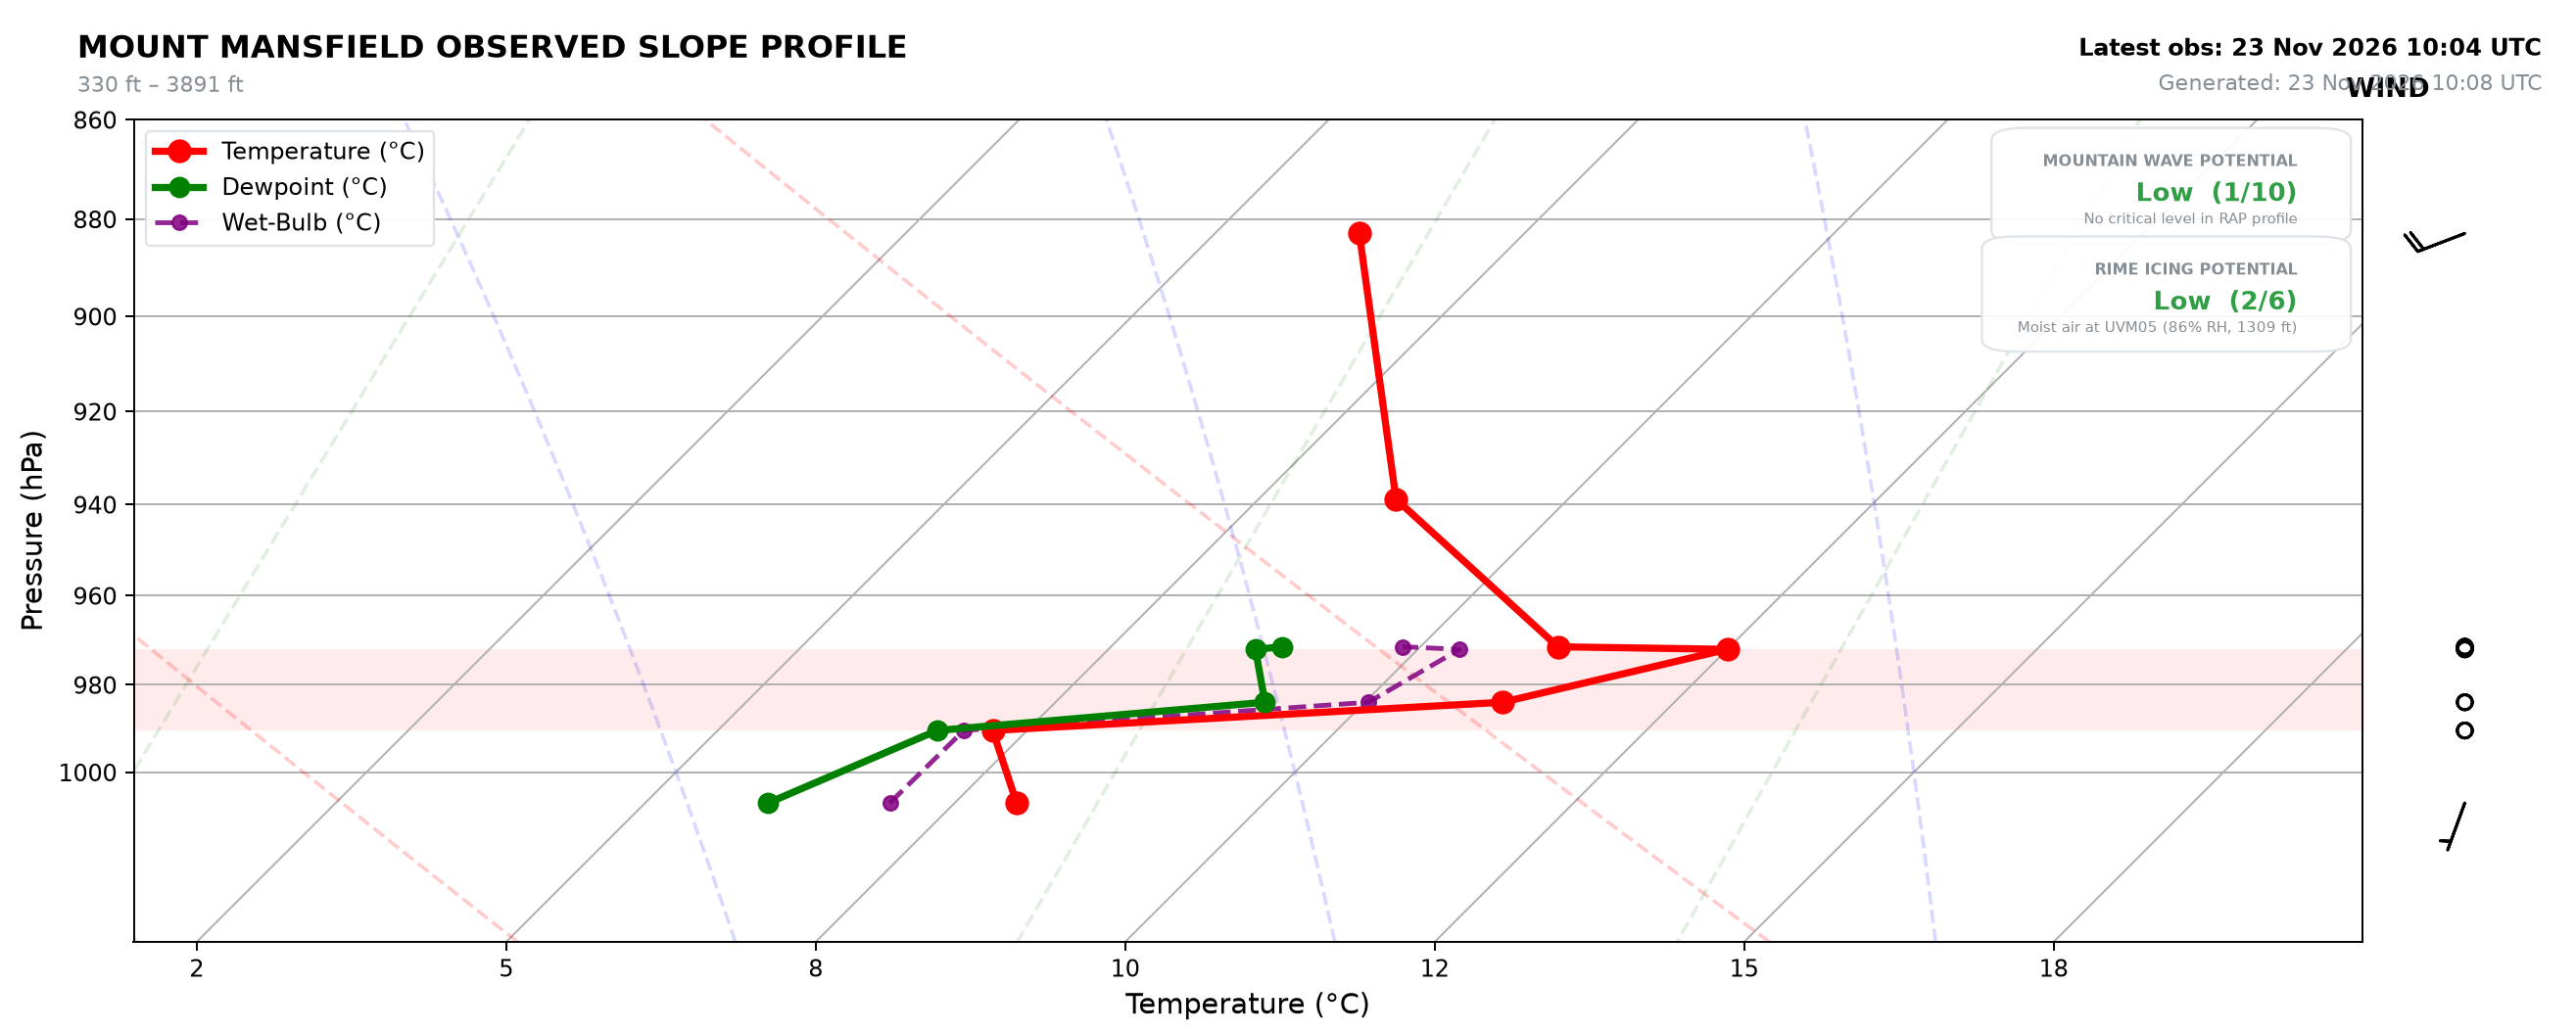 MOUNT MANSFIELD OBSERVED SLOPE PROFILE
330 ft – 3891 ft
Latest obs: 23 Nov 2026 10:04 UTC
Generated: 23 Nov 2026 10:08 UTC
WIND
Temperature (°C)
Dewpoint (°C)
Wet-Bulb (°C)
MOUNTAIN WAVE POTENTIAL
Low (1/10)
No critical level in RAP profile
RIME ICING POTENTIAL
Low (2/6)
Moist air at UVM05 (86% RH, 1309 ft)
Pressure (hPa)
860
880
900
920
940
960
980
1000
2 5 8 10 12 15 18
Temperature (°C)